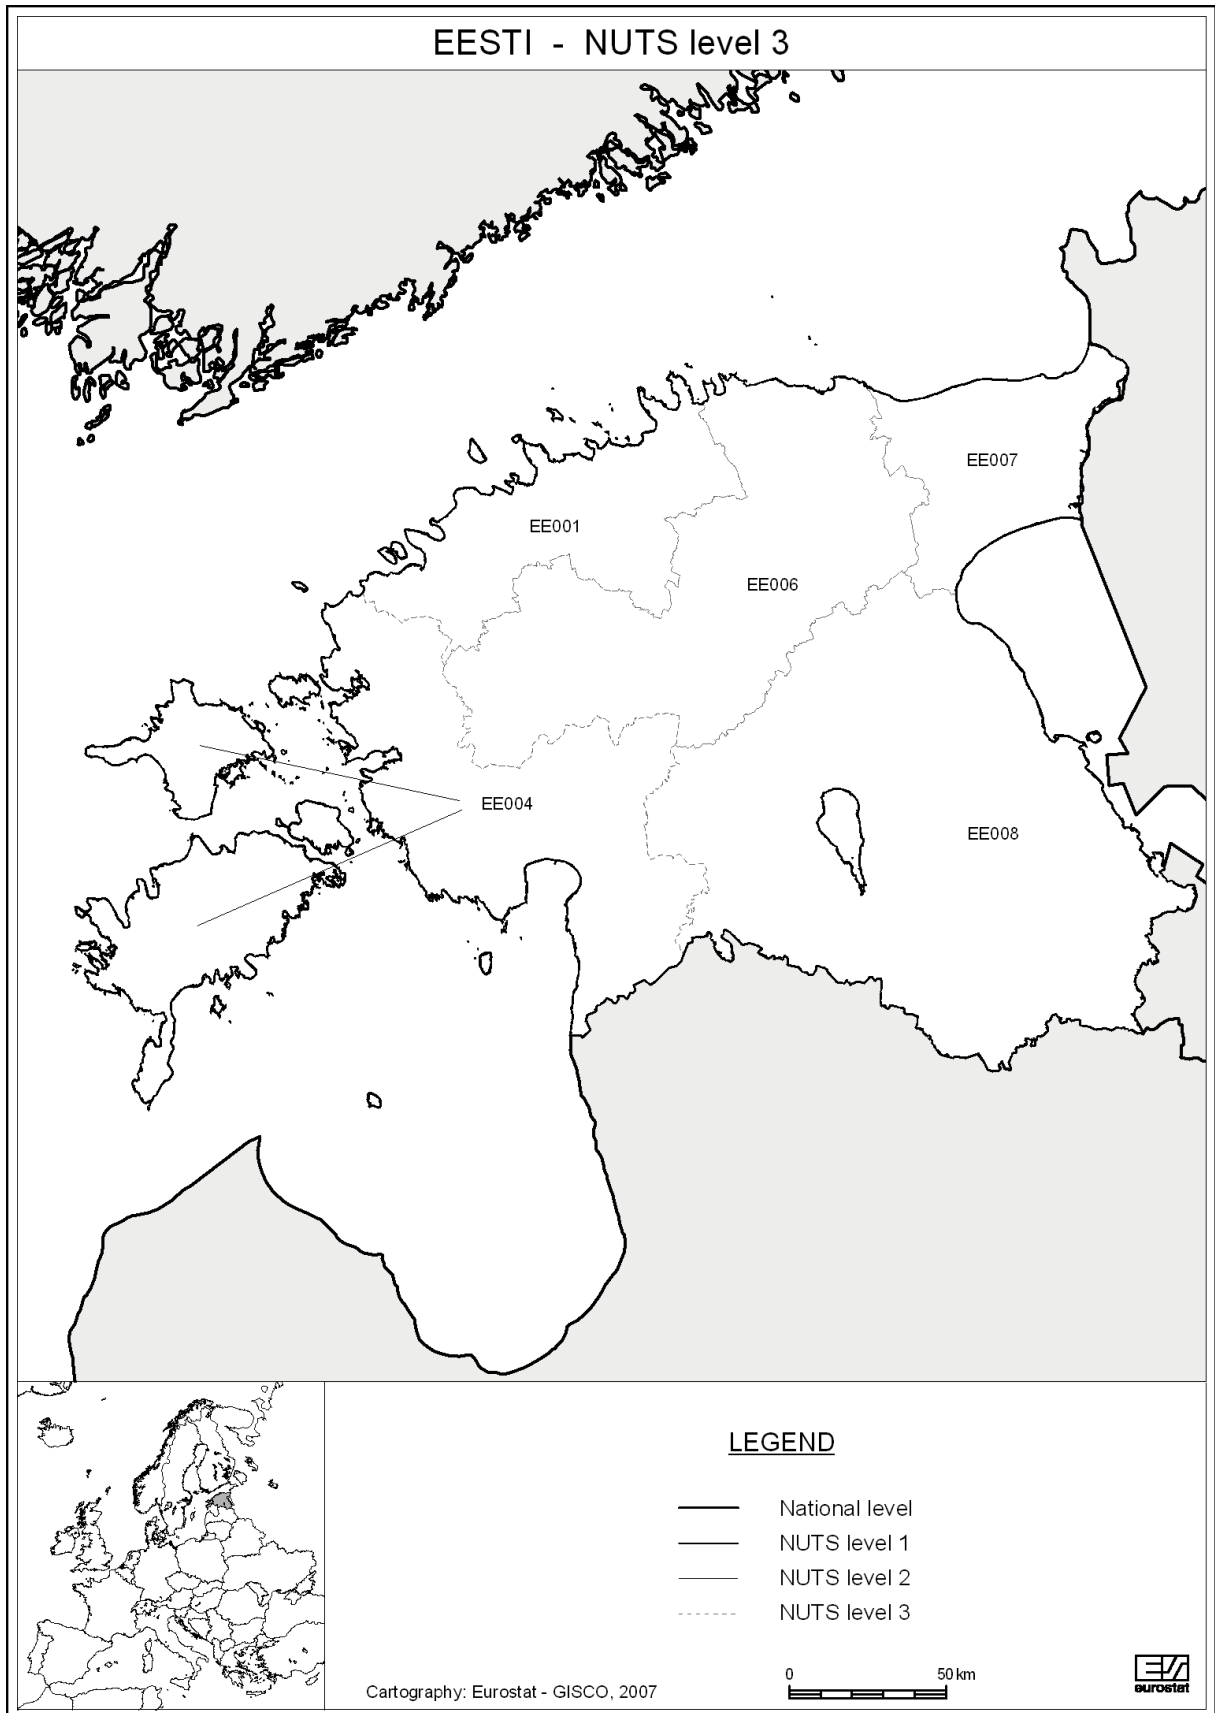 EESTI - NUTS level 3
EE007
EE001
EE006
EE004
EE008
LEGEND
National level
NUTS level 1
NUTS level 2
NUTS level 3
0 50 km
Cartography: Eurostat - GISCO, 2007
eurostat